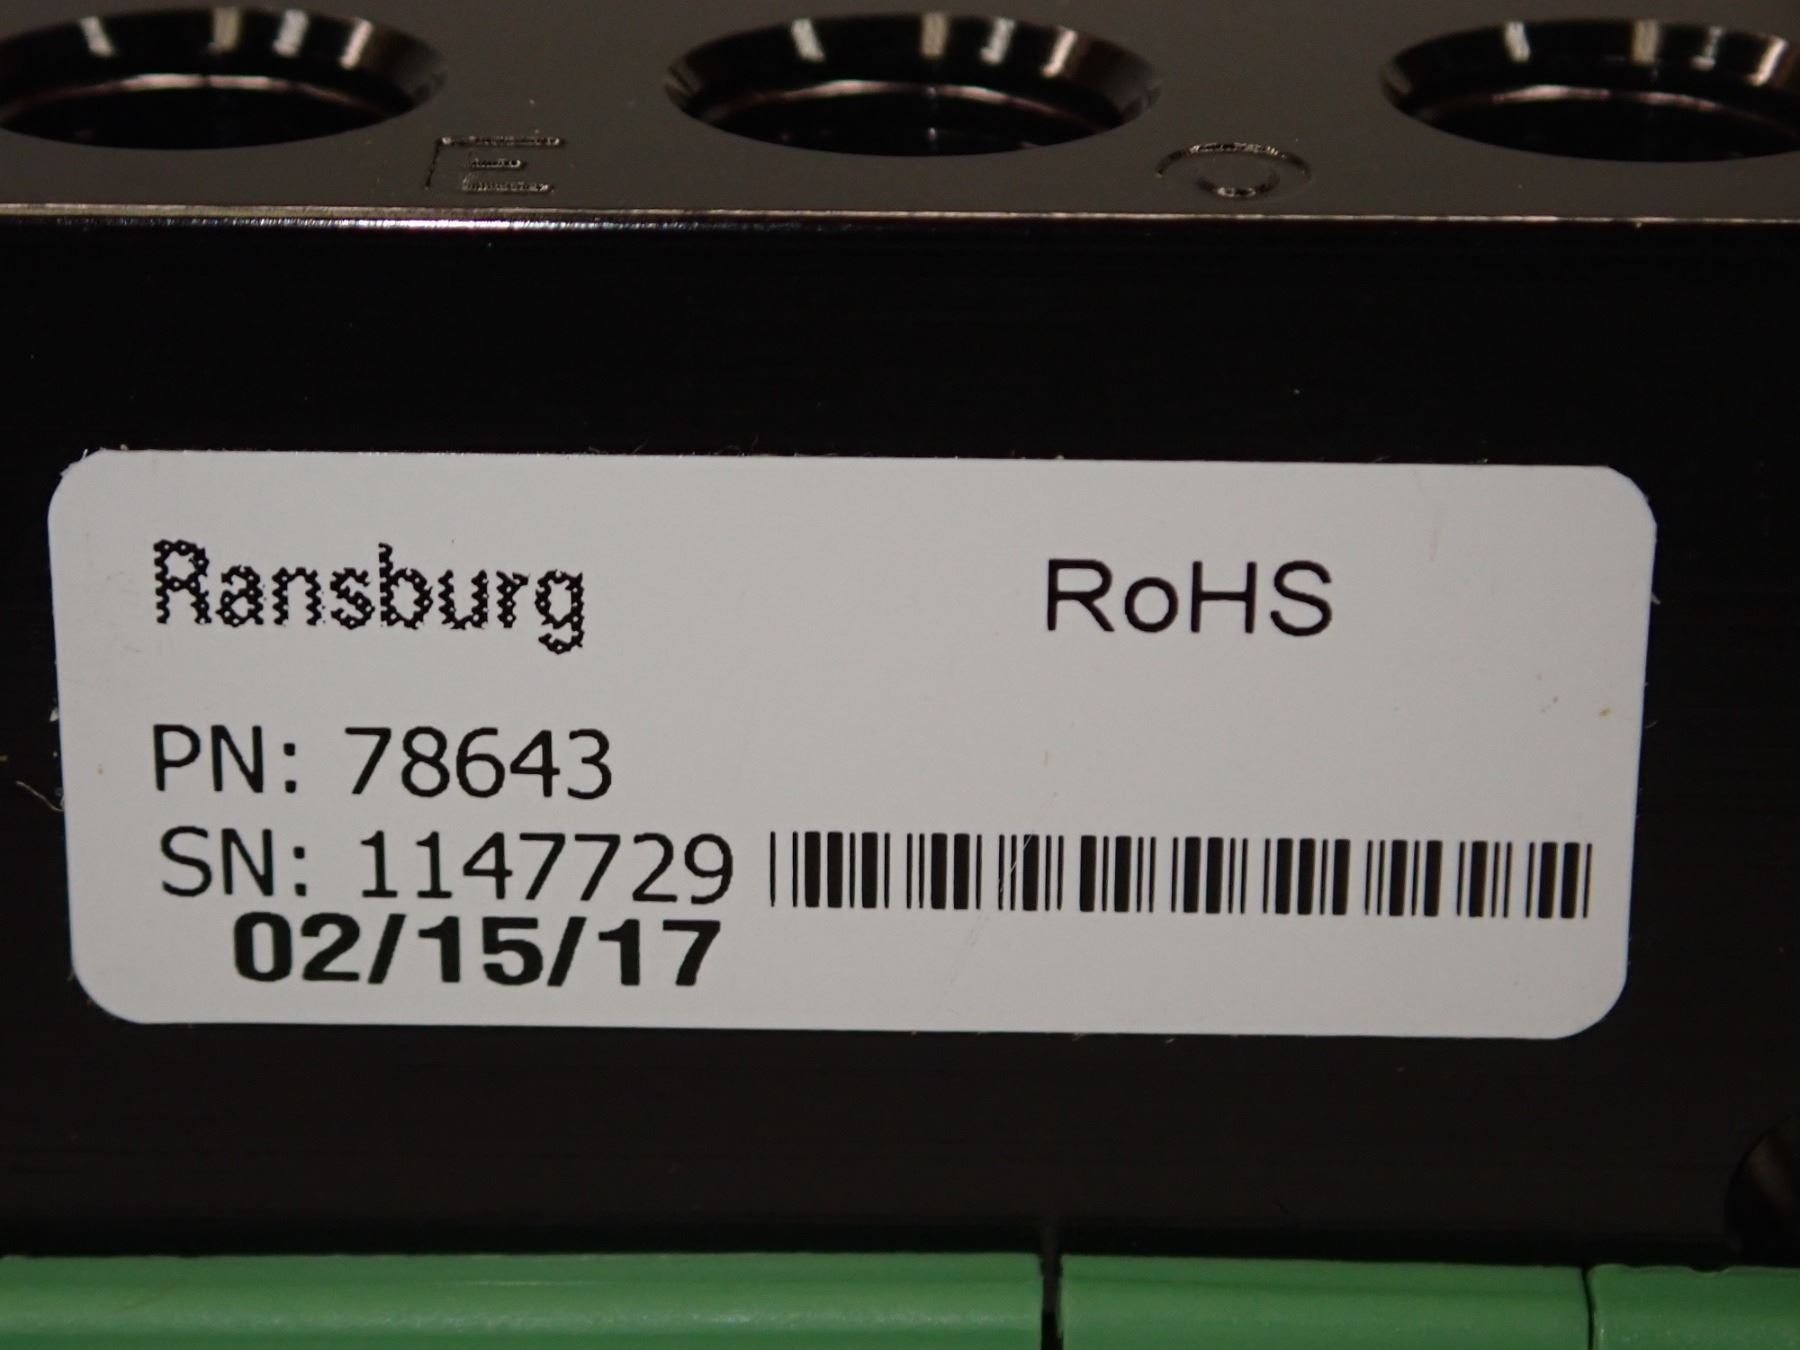 E O
Ransburg RoHS
PN: 78643
SN: 1147729
02/15/17